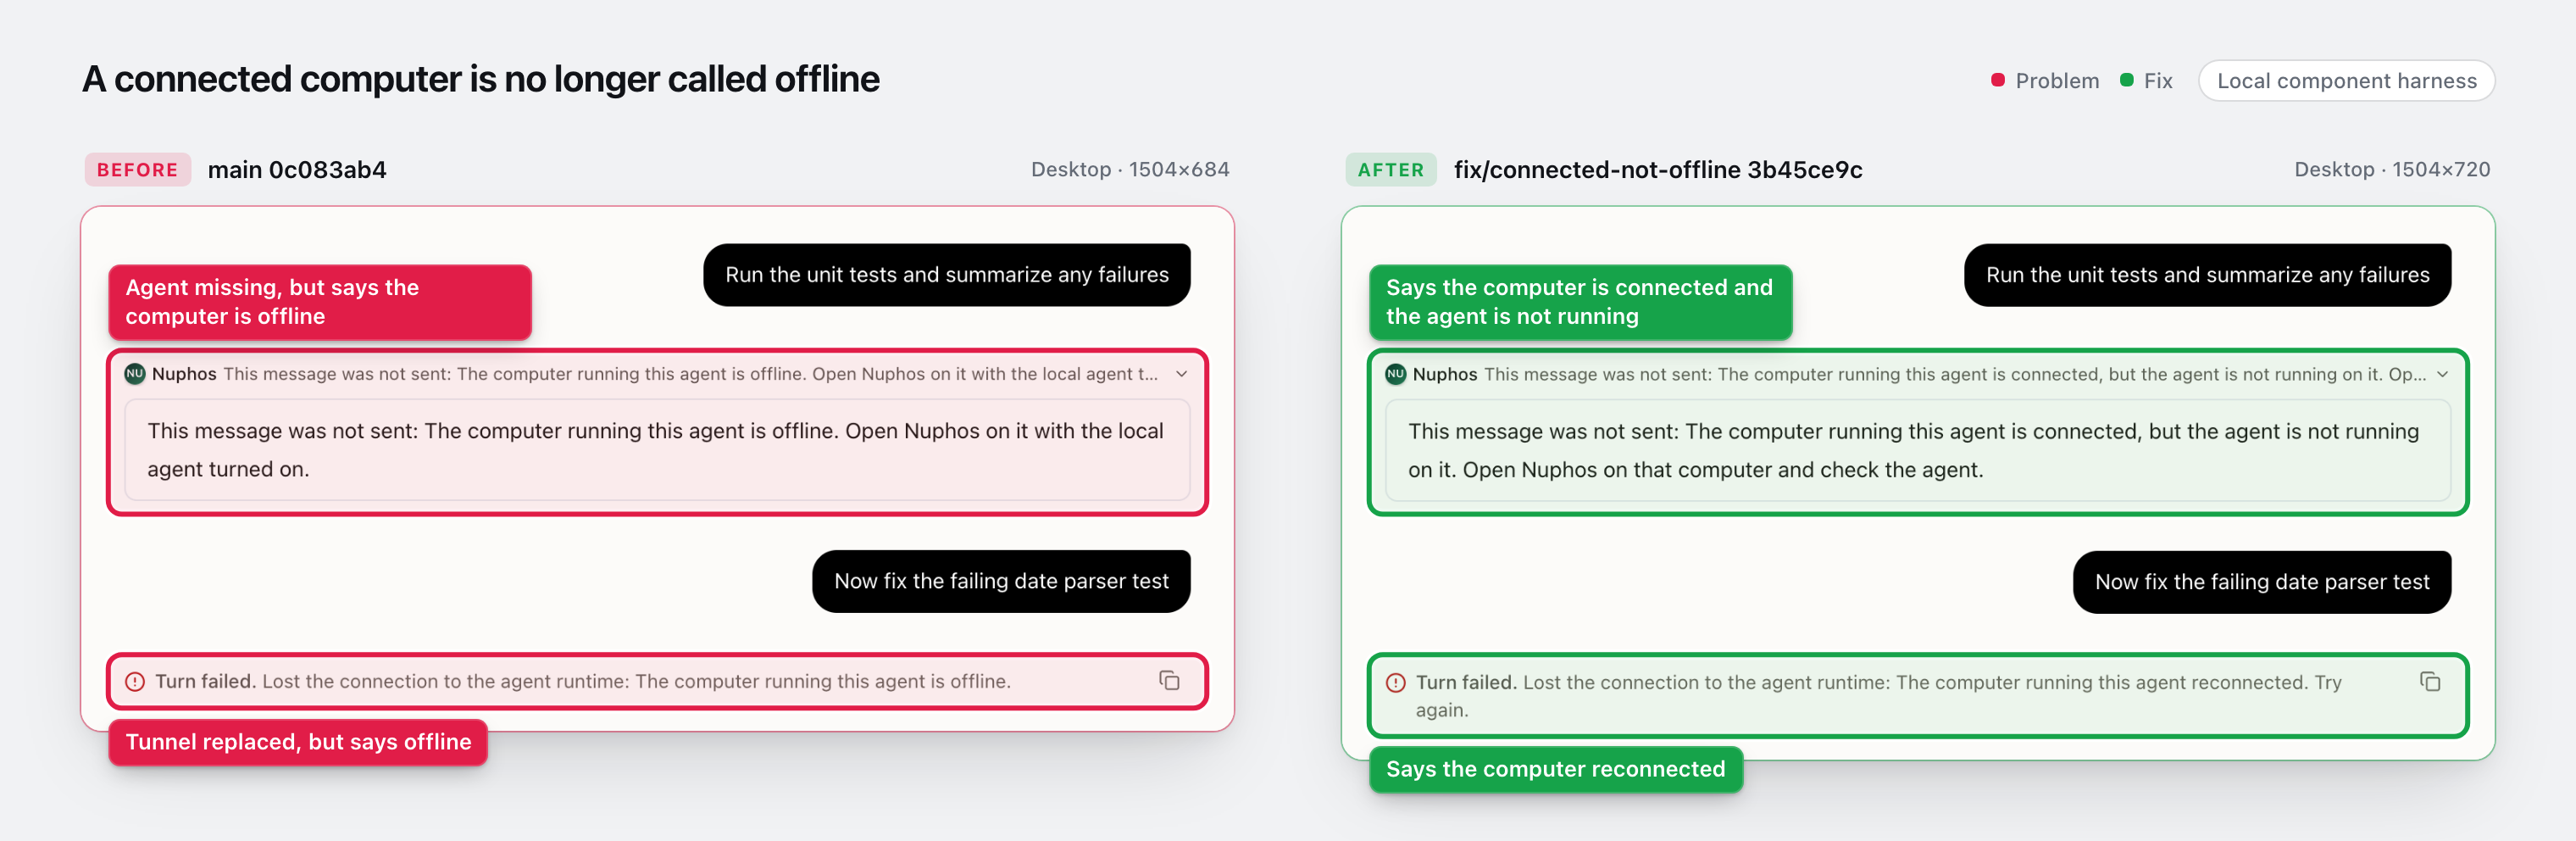 A connected computer is no longer called offline
Problem
Fix
Local component harness
BEFORE
main 0c083ab4
Desktop · 1504×684
Run the unit tests and summarize any failures
Agent missing, but says the
computer is offline
NU
Nuphos This message was not sent: The computer running this agent is offline. Open Nuphos on it with the local agent t...
This message was not sent: The computer running this agent is offline. Open Nuphos on it with the local
agent turned on.
Now fix the failing date parser test
Turn failed. Lost the connection to the agent runtime: The computer running this agent is offline.
Tunnel replaced, but says offline
AFTER
fix/connected-not-offline 3b45ce9c
Desktop · 1504×720
Run the unit tests and summarize any failures
Says the computer is connected and
the agent is not running
NU
Nuphos This message was not sent: The computer running this agent is connected, but the agent is not running on it. Op...
This message was not sent: The computer running this agent is connected, but the agent is not running
on it. Open Nuphos on that computer and check the agent.
Now fix the failing date parser test
Turn failed. Lost the connection to the agent runtime: The computer running this agent reconnected. Try
again.
Says the computer reconnected